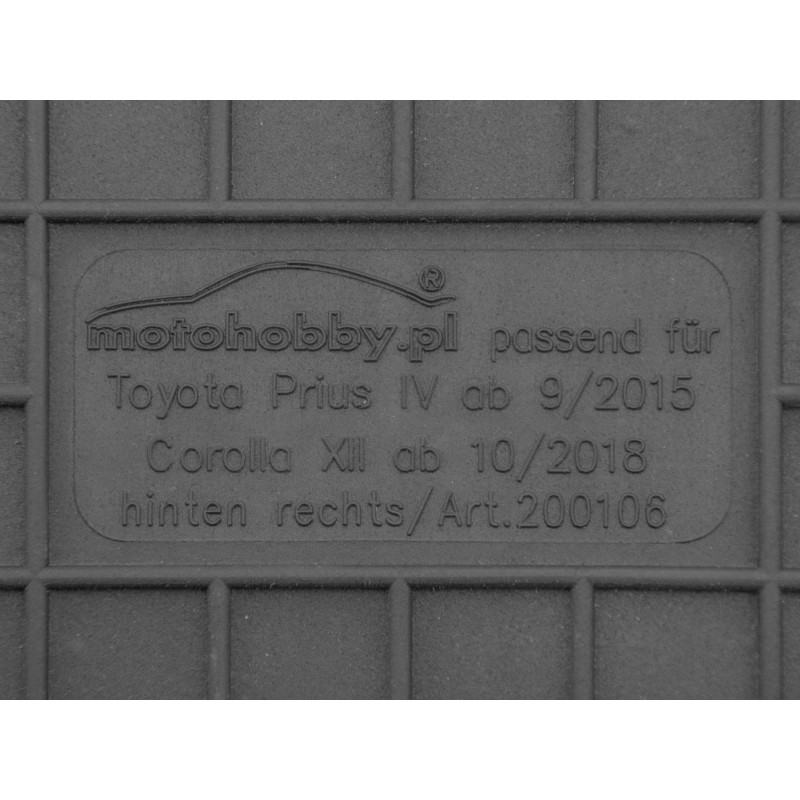 motohobby.pl ® passend für
Toyota Prius IV ab 9/2015
Corolla XII ab 10/2018
hinten rechts/Art.200106